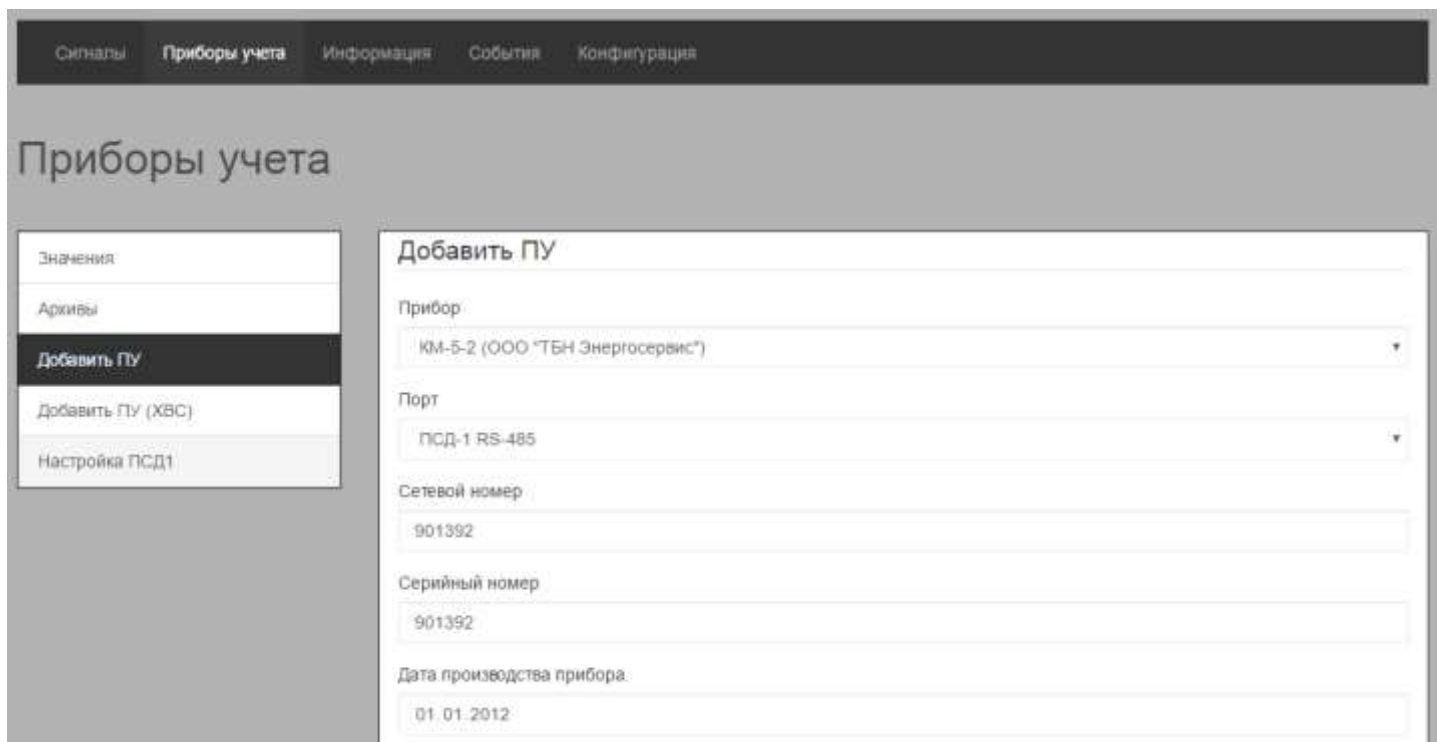 Сигналы Приборы учета Информация События Конфигурация
Приборы учета
Значения
Архивы
Добавить ПУ
Добавить ПУ (ХВС)
Настройка ПСД1
Добавить ПУ
Прибор
КМ-5-2 (ООО "ТБН Энергосервис")
Порт
ПСД-1 RS-485
Сетевой номер
901392
Серийный номер
901392
Дата производства прибора
01.01.2012